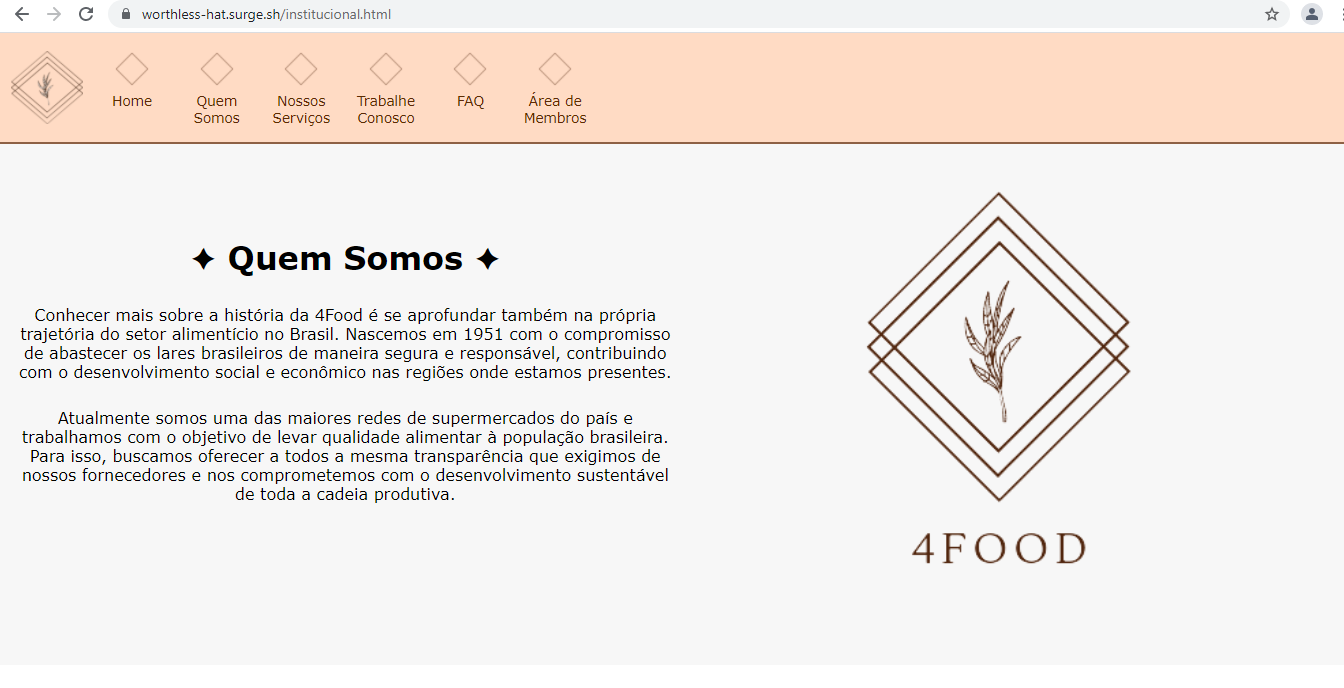 worthless-hat.surge.sh/institucional.html
Home
Quem
Somos
Nossos
Serviços
Trabalhe
Conosco
FAQ
Área de
Membros
✦ Quem Somos ✦
Conhecer mais sobre a história da 4Food é se aprofundar também na própria
trajetória do setor alimentício no Brasil. Nascemos em 1951 com o compromisso
de abastecer os lares brasileiros de maneira segura e responsável, contribuindo
com o desenvolvimento social e econômico nas regiões onde estamos presentes.
Atualmente somos uma das maiores redes de supermercados do país e
trabalhamos com o objetivo de levar qualidade alimentar à população brasileira.
Para isso, buscamos oferecer a todos a mesma transparência que exigimos de
nossos fornecedores e nos comprometemos com o desenvolvimento sustentável
de toda a cadeia produtiva.
4FOOD